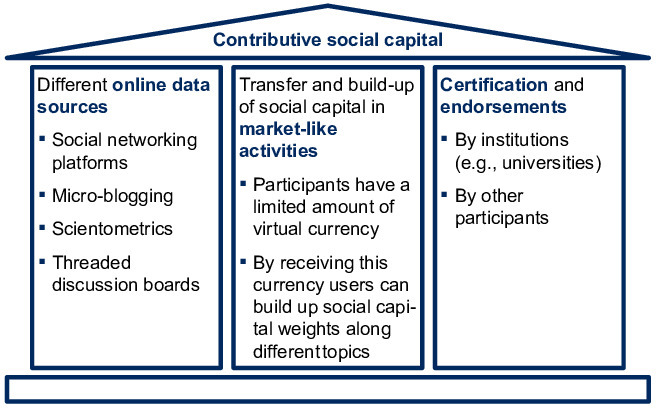 Contributive social capital
Different online data
sources
▪ Social networking
platforms
▪ Micro-blogging
▪ Scientometrics
▪ Threaded
discussion boards
Transfer and build-up
of social capital in
market-like
activities
▪ Participants have a
limited amount of
virtual currency
▪ By receiving this
currency users can
build up social capi-
tal weights along
different topics
Certification and
endorsements
▪ By institutions
(e.g., universities)
▪ By other
participants